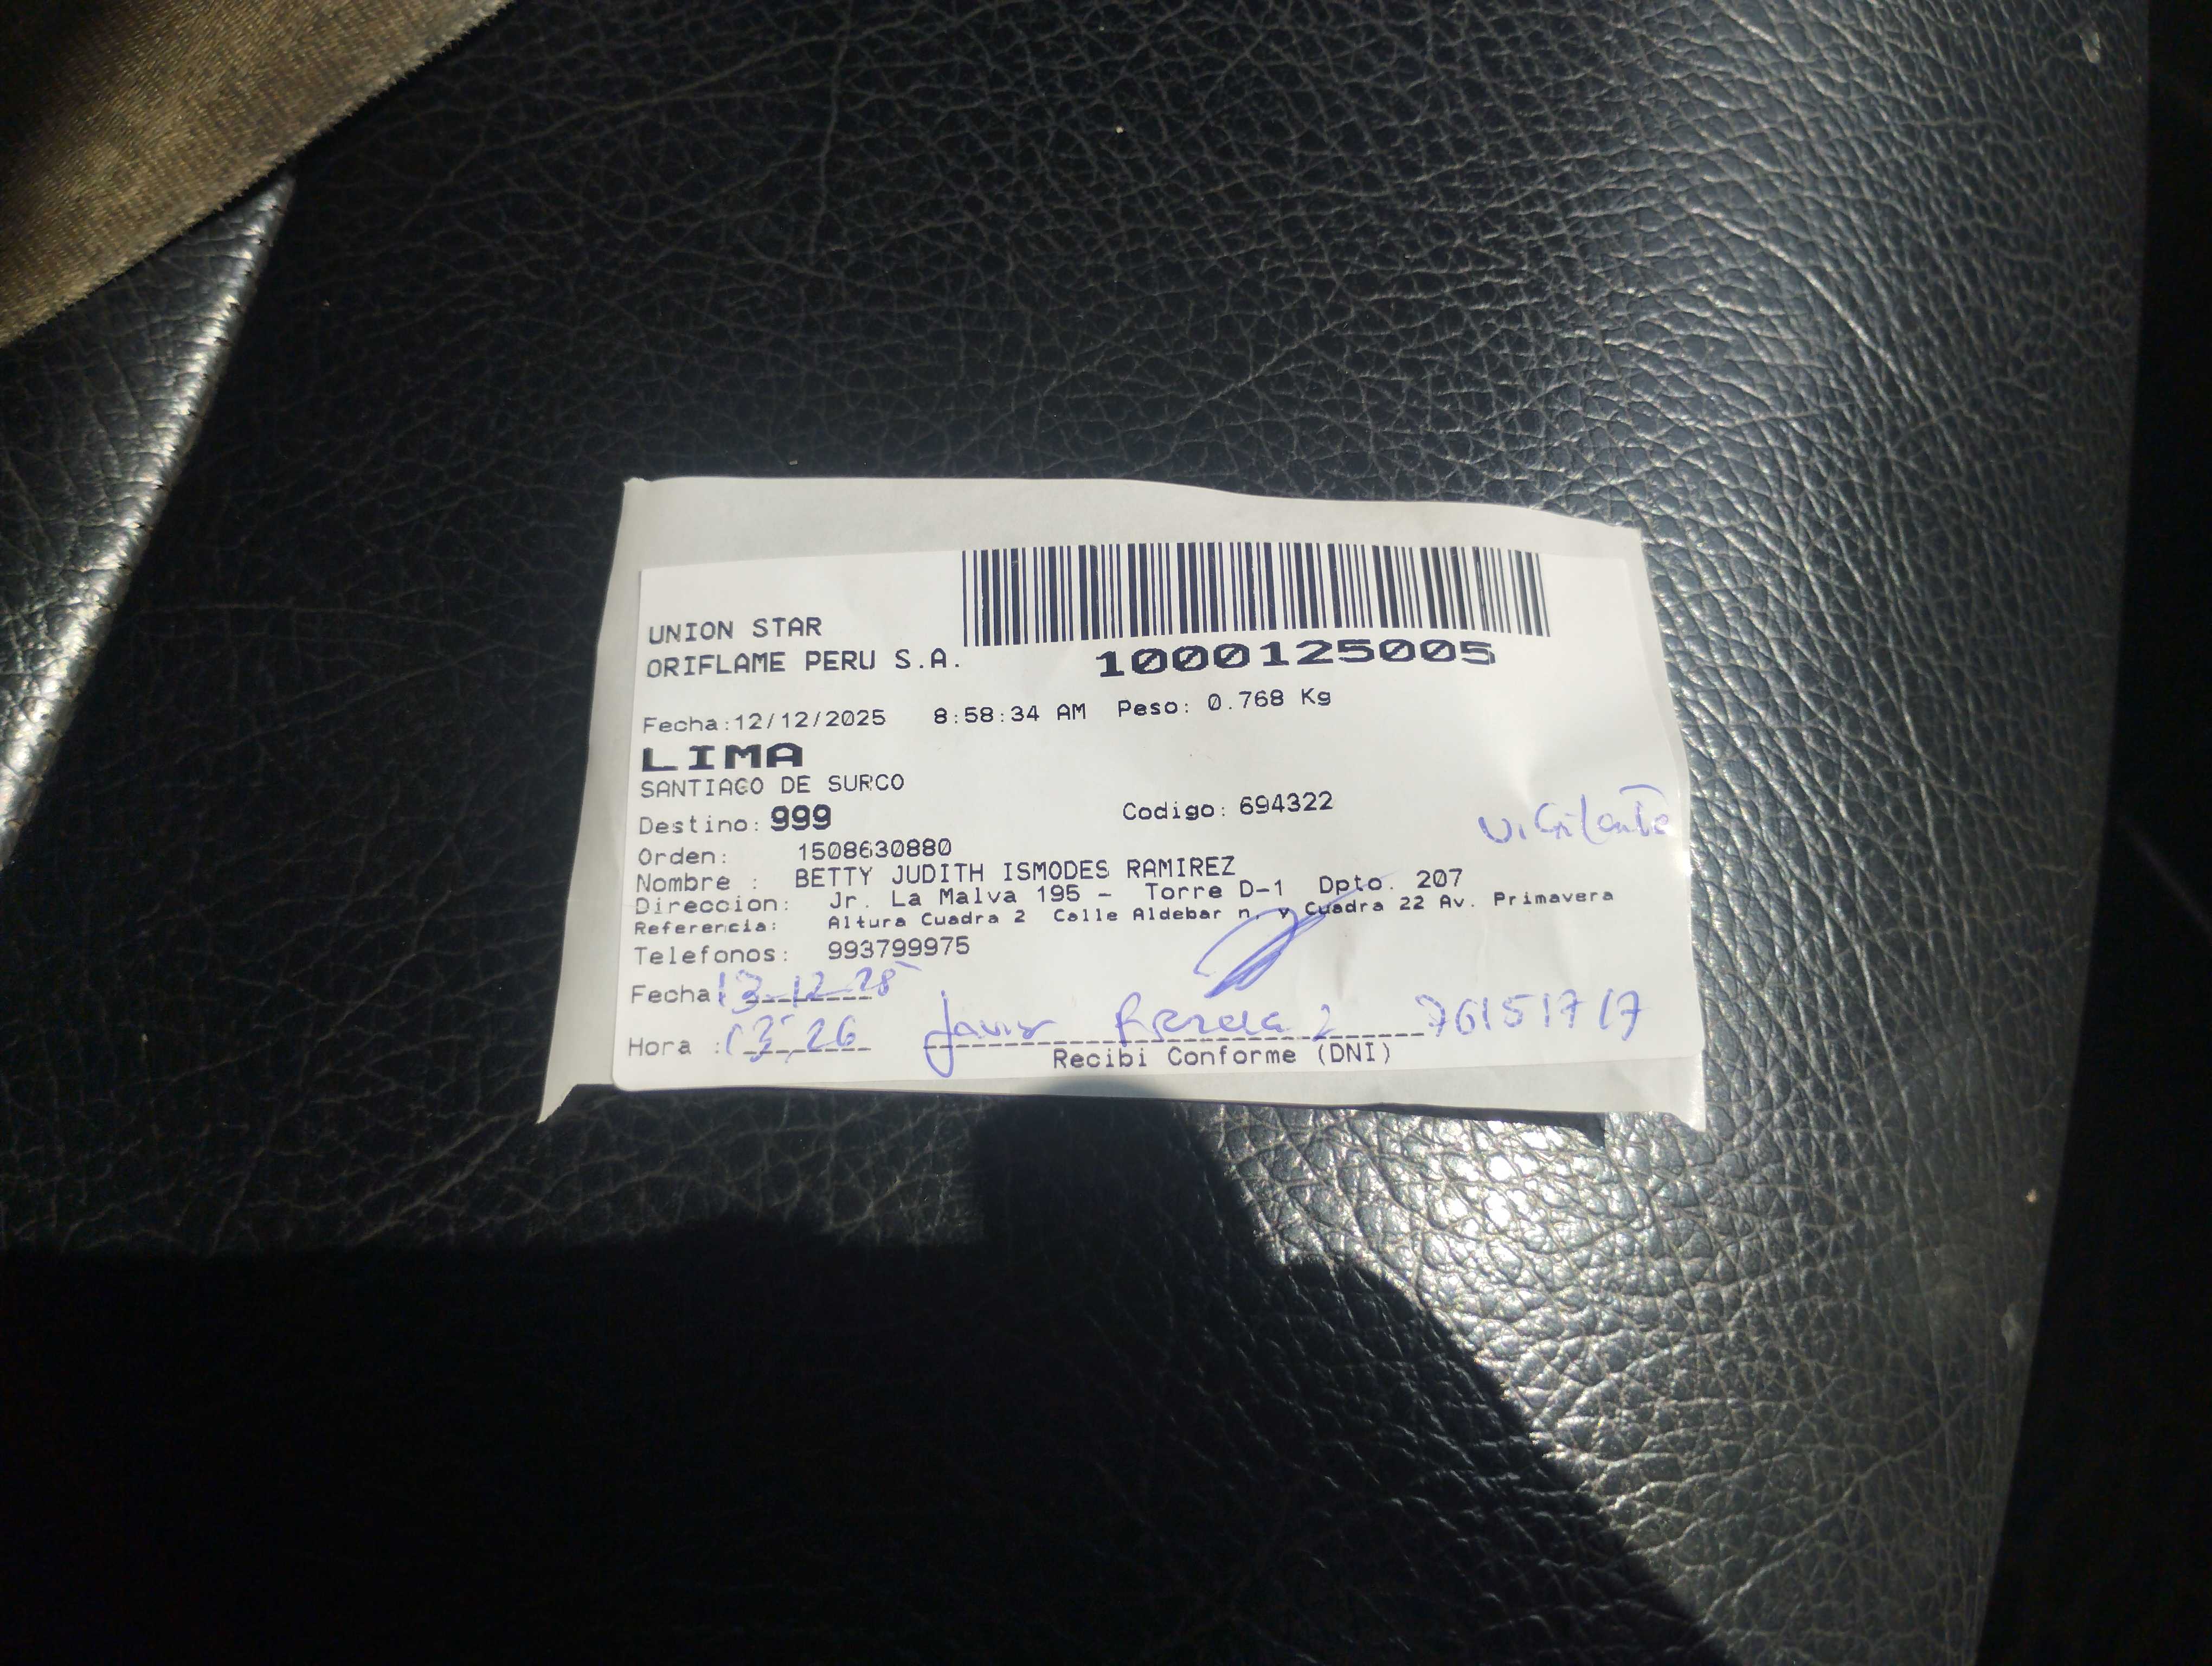 UNION STAR
ORIFLAME PERU S.A.
1000125005
Fecha:12/12/2025 8:58:34 AM Peso: 0.768 Kg
LIMA
SANTIAGO DE SURCO
Destino: 999 Codigo: 694322
Vigilante
Orden: 1508630880
Nombre : BETTY JUDITH ISMODES RAMIREZ
Direccion: Jr. La Malva 195 - Torre D-1 Dpto. 207
Referencia: Altura Cuadra 2 Calle Aldebar n, y Cuadra 22 Av. Primavera
Telefonos: 993799975
Fecha 13-12-25
Hora : 13:26 Javier 76151717
Recibi Conforme (DNI)